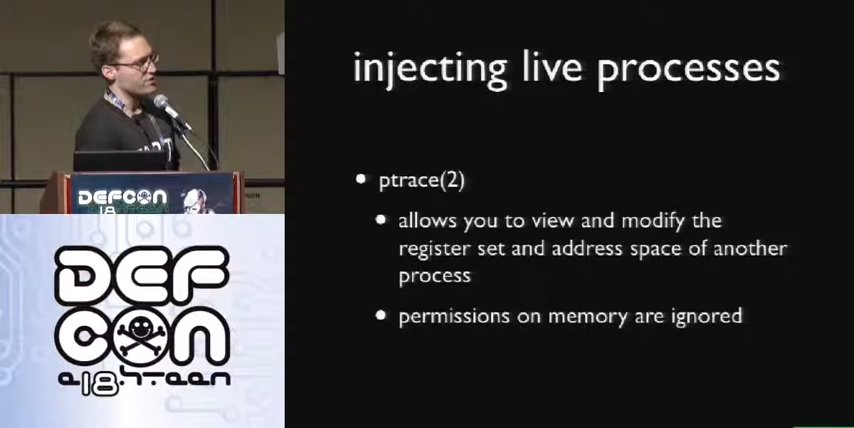 injecting live processes
ptrace(2)
allows you to view and modify the
register set and address space of another
process
permissions on memory are ignored
DEFCON
18
DEF
CON
e18hteen